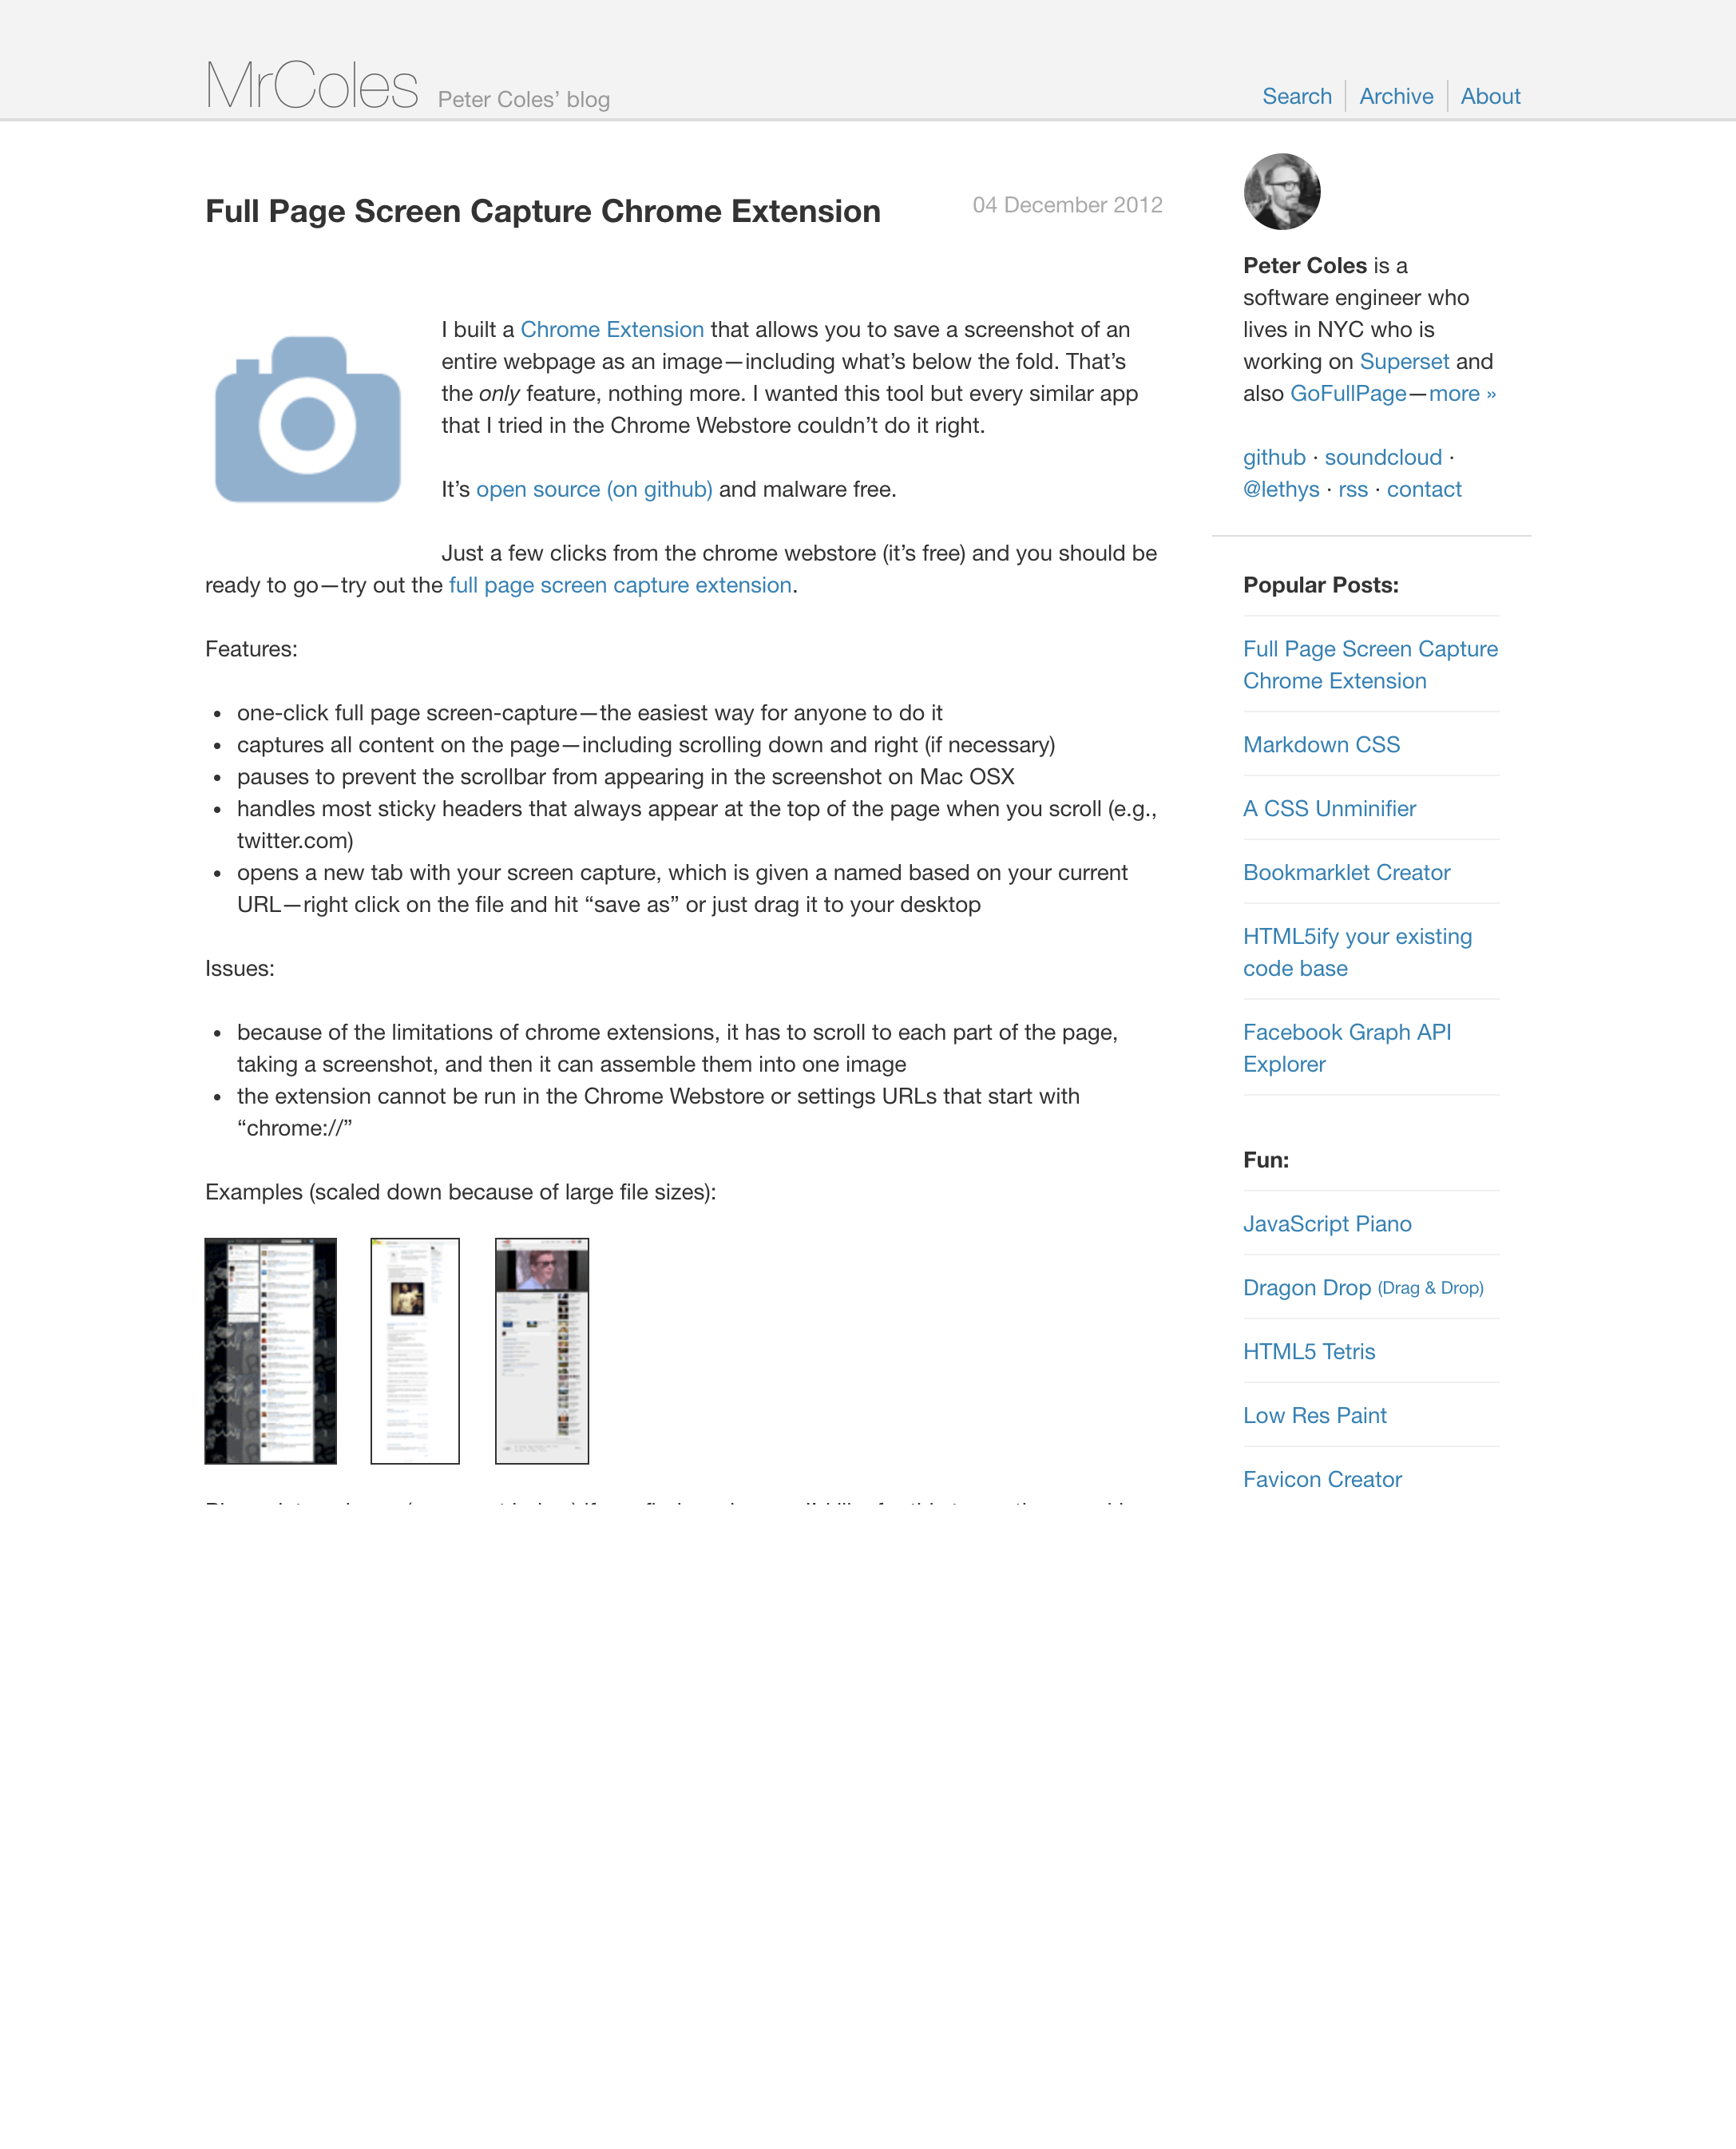 MrColes Peter Coles’ blog
Search Archive About
Full Page Screen Capture Chrome Extension
04 December 2012
I built a Chrome Extension that allows you to save a screenshot of an
entire webpage as an image—including what’s below the fold. That’s
the only feature, nothing more. I wanted this tool but every similar app
that I tried in the Chrome Webstore couldn’t do it right.
It’s open source (on github) and malware free.
Just a few clicks from the chrome webstore (it’s free) and you should be
ready to go—try out the full page screen capture extension.
Features:
• one-click full page screen-capture—the easiest way for anyone to do it
• captures all content on the page—including scrolling down and right (if necessary)
• pauses to prevent the scrollbar from appearing in the screenshot on Mac OSX
• handles most sticky headers that always appear at the top of the page when you scroll (e.g.,
twitter.com)
• opens a new tab with your screen capture, which is given a named based on your current
URL—right click on the file and hit “save as” or just drag it to your desktop
Issues:
• because of the limitations of chrome extensions, it has to scroll to each part of the page,
taking a screenshot, and then it can assemble them into one image
• the extension cannot be run in the Chrome Webstore or settings URLs that start with
“chrome://”
Examples (scaled down because of large file sizes):
Peter Coles is a
software engineer who
lives in NYC who is
working on Superset and
also GoFullPage—more »
github · soundcloud ·
@lethys · rss · contact
Popular Posts:
Full Page Screen Capture
Chrome Extension
Markdown CSS
A CSS Unminifier
Bookmarklet Creator
HTML5ify your existing
code base
Facebook Graph API
Explorer
Fun:
JavaScript Piano
Dragon Drop (Drag & Drop)
HTML5 Tetris
Low Res Paint
Favicon Creator